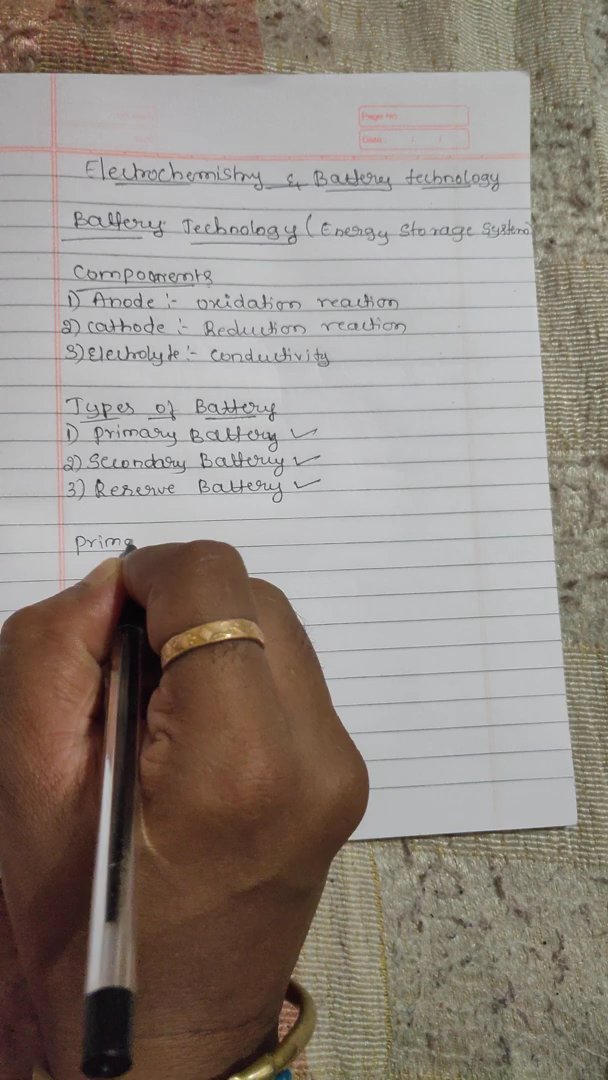 Page No
Date / /
Electrochemistry & Battery technology
Battery Technology (Energy Storage System)
Components
1) Anode :- oxidation reaction
2) cathode :- Reduction reaction
3) Electrolyte :- conductivity
Types of Battery
1) primary Battery ✓
2) Secondary Battery ✓
3) Reserve Battery ✓
prima